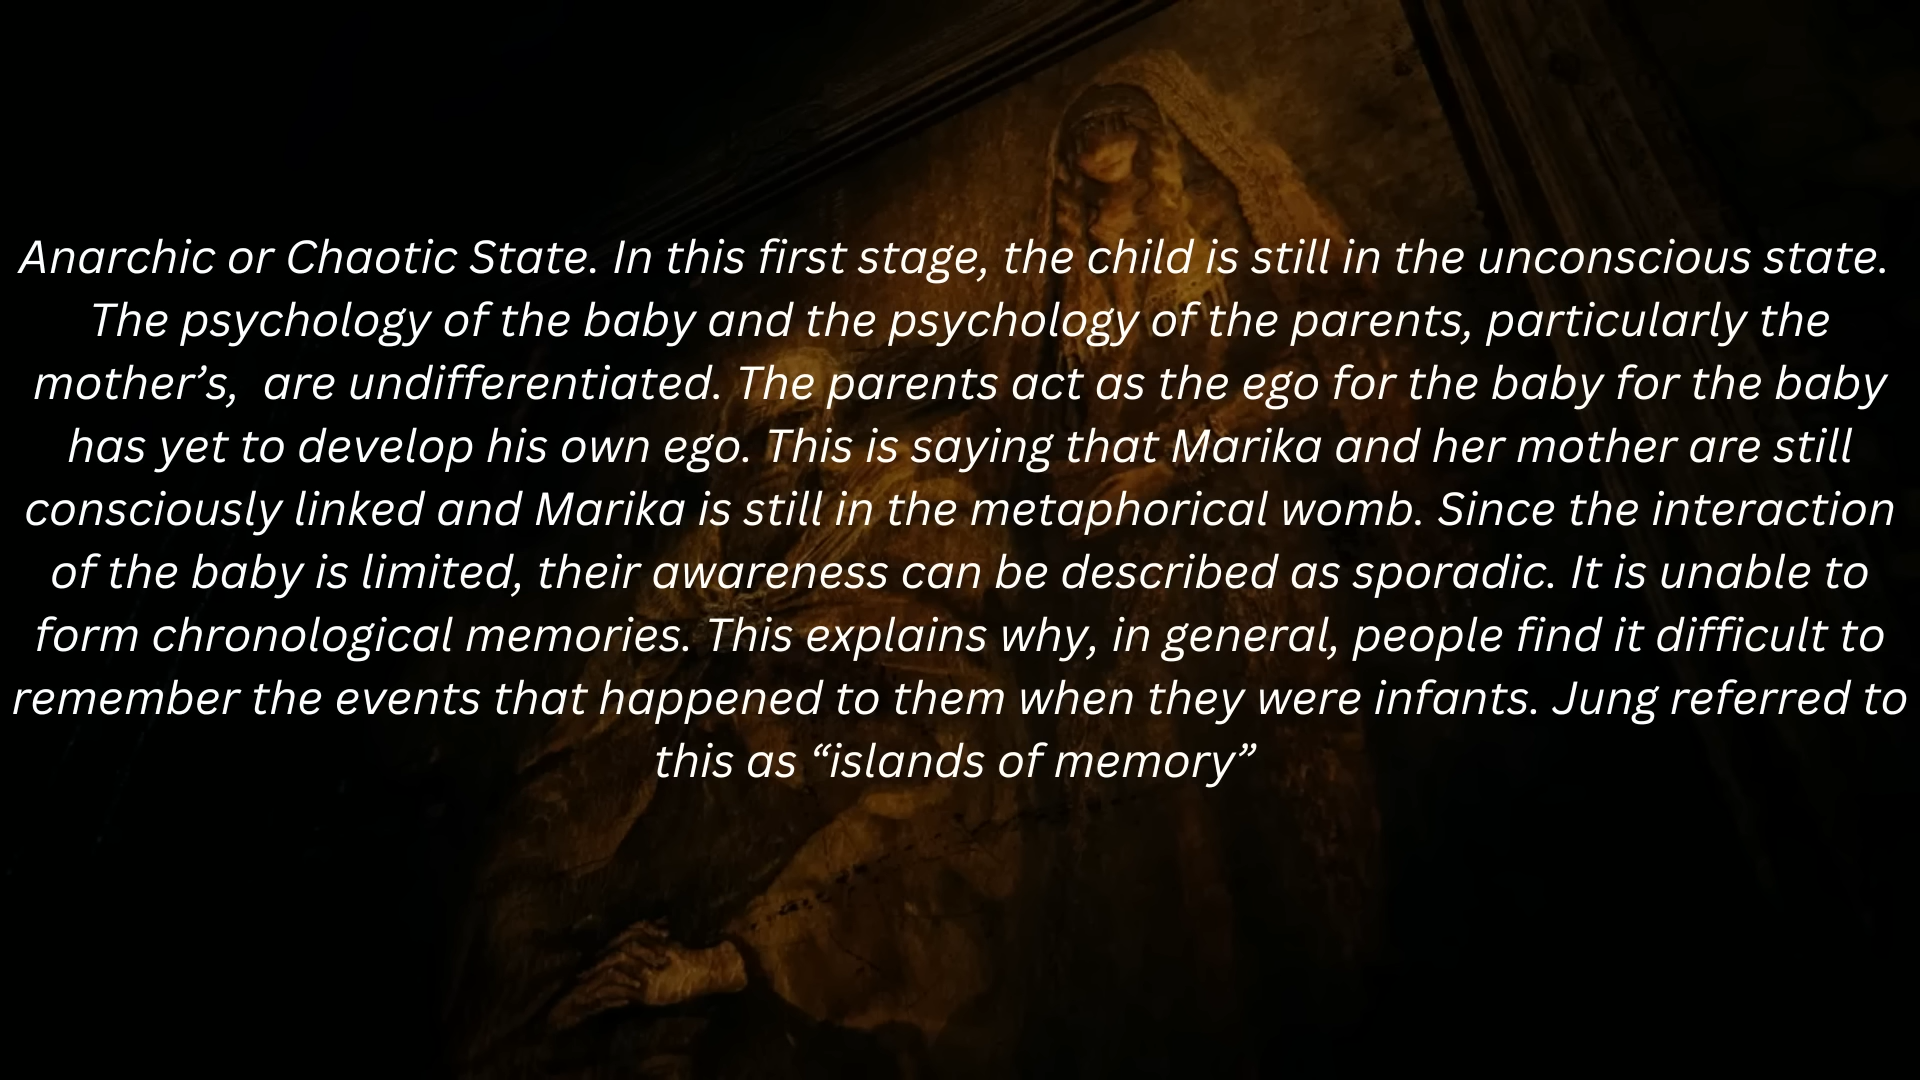 Anarchic or Chaotic State. In this first stage, the child is still in the unconscious state.
The psychology of the baby and the psychology of the parents, particularly the
mother’s,  are undifferentiated. The parents act as the ego for the baby for the baby
has yet to develop his own ego. This is saying that Marika and her mother are still
consciously linked and Marika is still in the metaphorical womb. Since the interaction
of the baby is limited, their awareness can be described as sporadic. It is unable to
form chronological memories. This explains why, in general, people find it difficult to
remember the events that happened to them when they were infants. Jung referred to
this as “islands of memory”